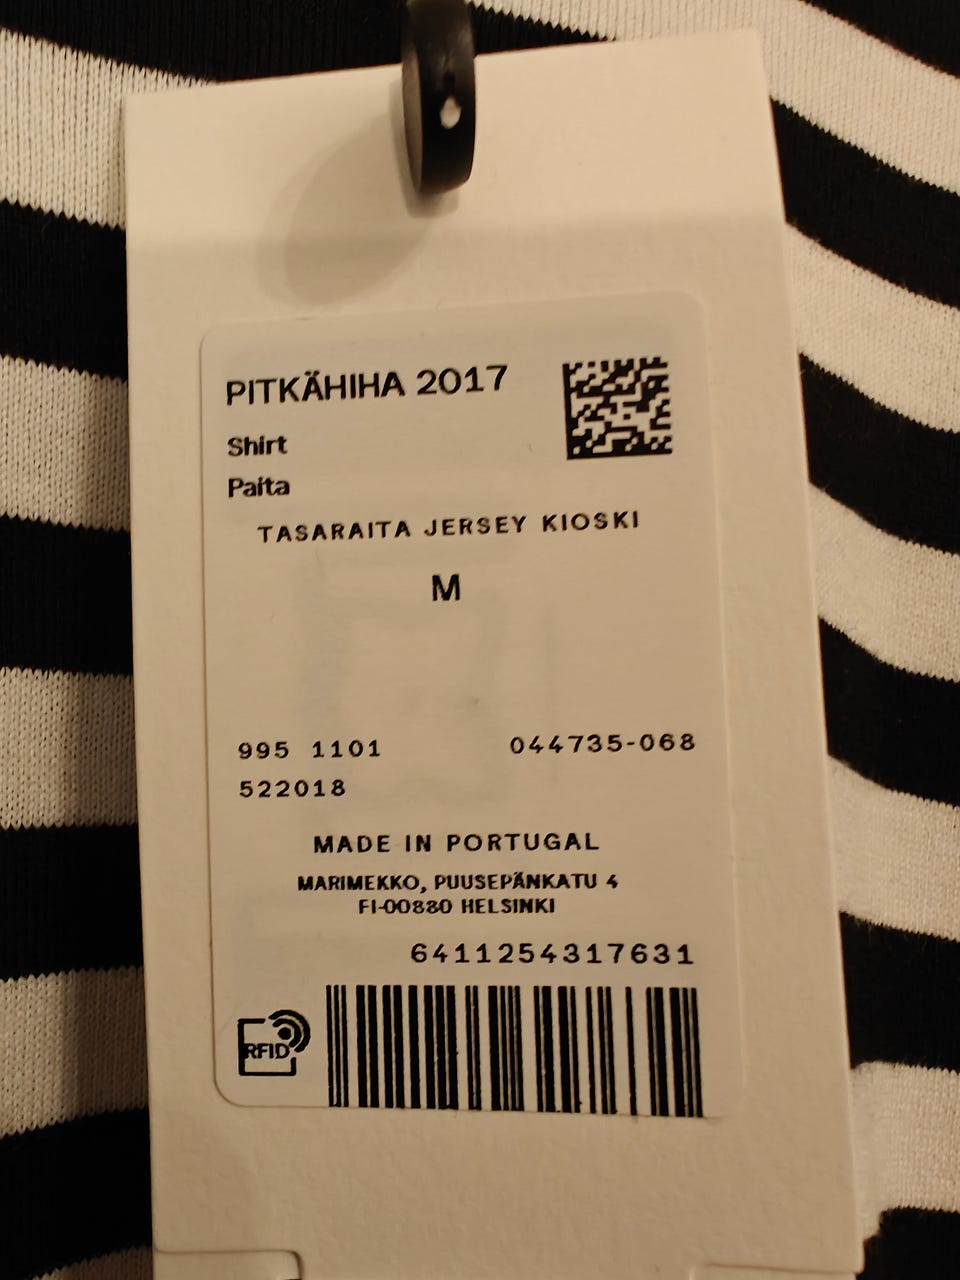 PITKÄHIHA 2017
Shirt
Paita
TASARAITA JERSEY KIOSKI
M
995 1101 044735-068
522018
MADE IN PORTUGAL
MARIMEKKO, PUUSEPÄNKATU 4
FI-00880 HELSINKI
6411254317631
RFID